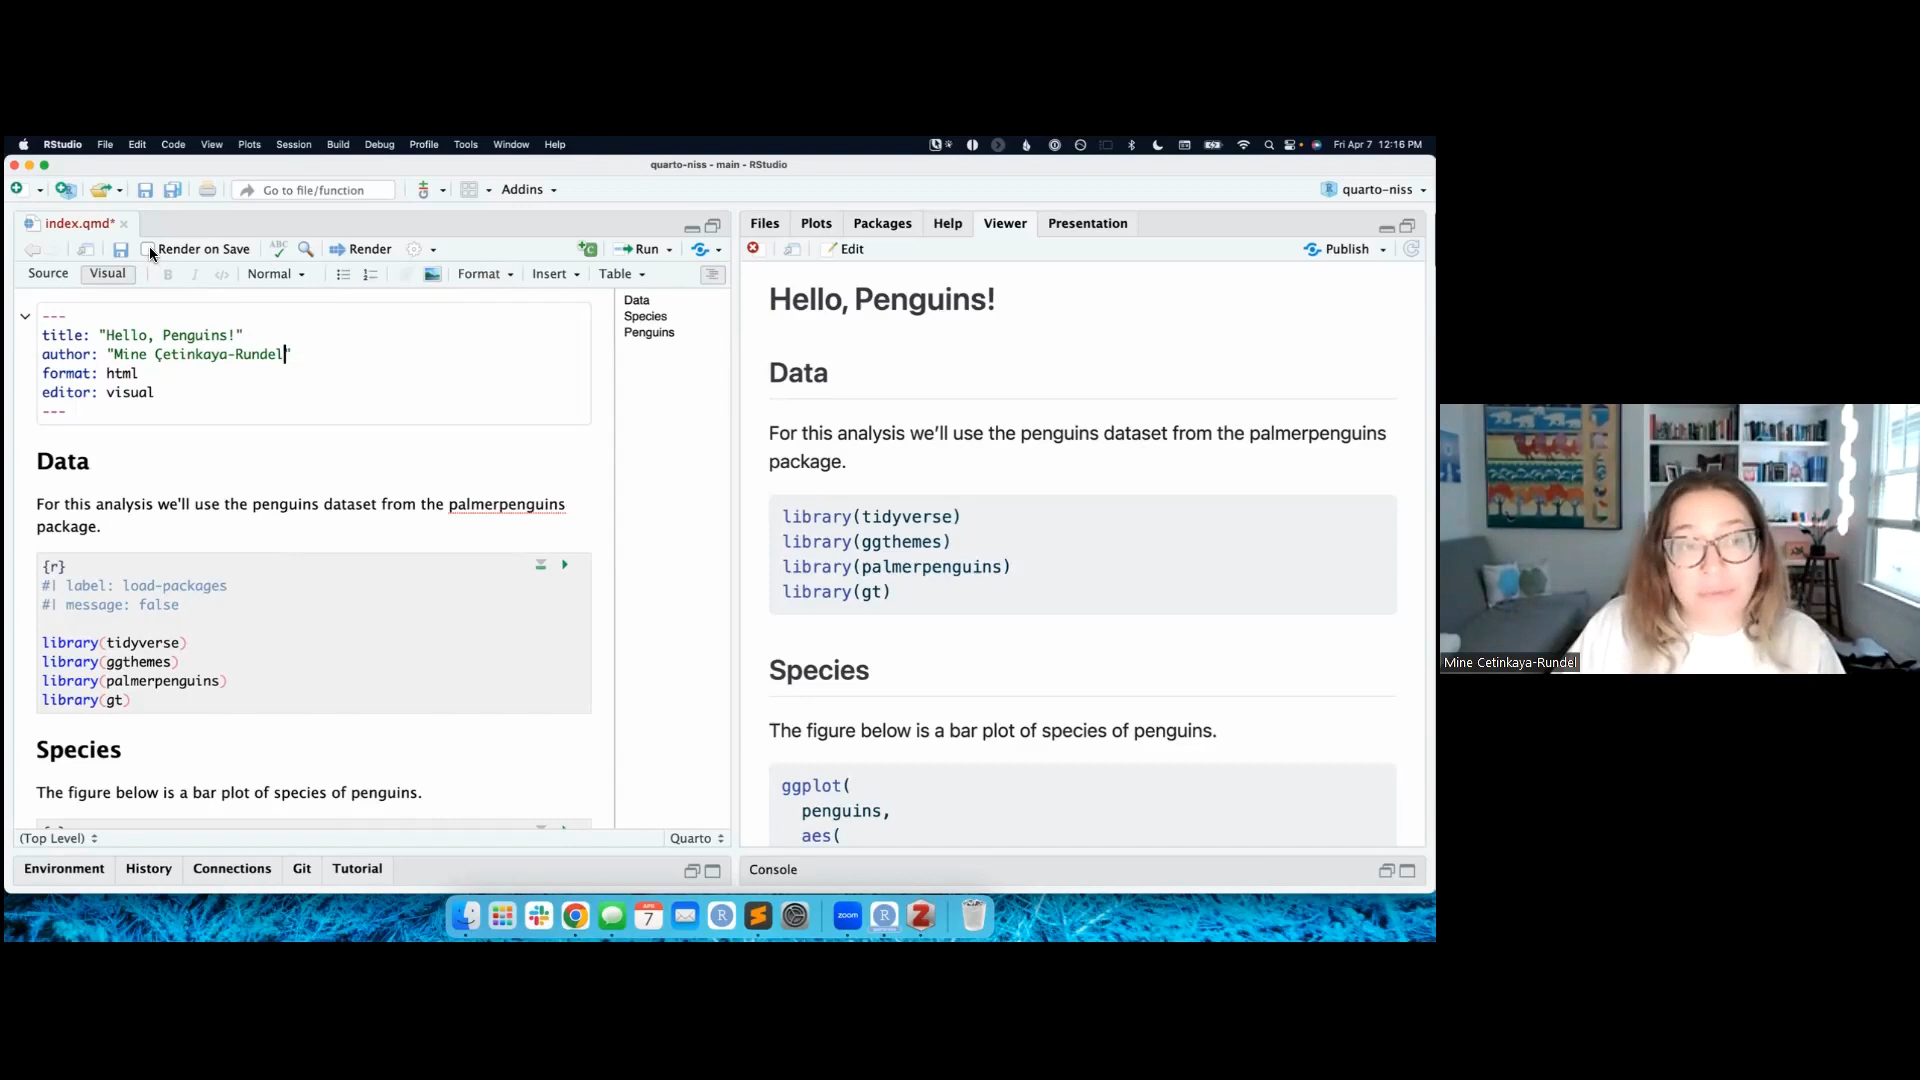 RStudio File Edit Code View Plots Session Build Debug Profile Tools Window Help Fri Apr 7 12:16 PM
quarto-niss - main - RStudio
Go to file/function Addins quarto-niss
index.qmd*
Render on Save ABC Render Run
Source Visual B I </> Normal Format Insert Table
---
title: "Hello, Penguins!"
author: "Mine Çetinkaya-Rundel"
format: html
editor: visual
---
Data
For this analysis we'll use the penguins dataset from the palmerpenguins
package.
{r}
#| label: load-packages
#| message: false
library(tidyverse)
library(ggthemes)
library(palmerpenguins)
library(gt)
Species
The figure below is a bar plot of species of penguins.
(Top Level) Quarto
Data
Species
Penguins
Environment History Connections Git Tutorial
Files Plots Packages Help Viewer Presentation
Edit Publish
Hello, Penguins!
Data
For this analysis we’ll use the penguins dataset from the palmerpenguins
package.
library(tidyverse)
library(ggthemes)
library(palmerpenguins)
library(gt)
Species
The figure below is a bar plot of species of penguins.
ggplot(
penguins,
aes(
Console
APR
7
R
zoom
R
Z
Mine Cetinkaya-Rundel